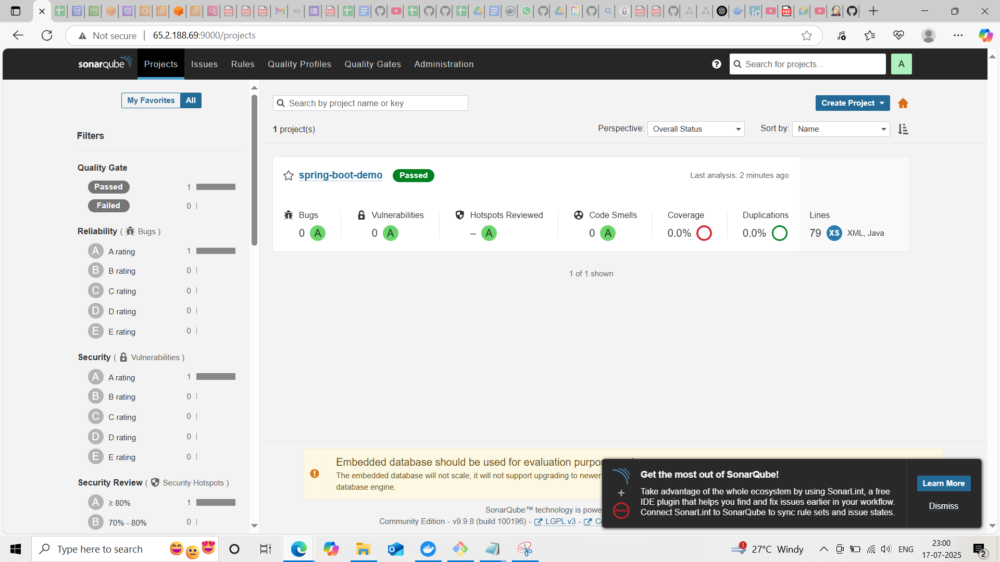 Not secure
65.2.188.69:9000/projects
sonarqube
Projects
Issues
Rules
Quality Profiles
Quality Gates
Administration
Search for projects...
A
My Favorites
All
Filters
Quality Gate
Passed 1
Failed 0
Reliability ( Bugs )
A A rating 1
B B rating 0
C C rating 0
D D rating 0
E E rating 0
Security ( Vulnerabilities )
A A rating 1
B B rating 0
C C rating 0
D D rating 0
E E rating 0
Security Review ( Security Hotspots )
A ≥ 80% 1
B 70% - 80% 0
Search by project name or key
Create Project
1 project(s)
Perspective: Overall Status
Sort by: Name
spring-boot-demo
Passed
Last analysis: 2 minutes ago
Bugs
0 A
Vulnerabilities
0 A
Hotspots Reviewed
– A
Code Smells
0 A
Coverage
0.0%
Duplications
0.0%
Lines
79 XS XML, Java
1 of 1 shown
Embedded database should be used for evaluation
The embedded database will not scale, it will not support upgrading to newer
database engine.
SonarQube™ technology is
Community Edition - v9.9.8 (build 100196) - LGPL v3 -
Get the most out of SonarQube!
Take advantage of the whole ecosystem by using SonarLint, a free
IDE plugin that helps you find and fix issues earlier in your workflow.
Connect SonarLint to SonarQube to sync rule sets and issue states.
Learn More
Dismiss
Type here to search
1
27°C Windy
ENG
23:00
17-07-2025
2